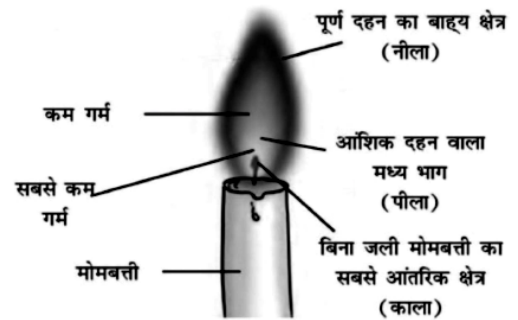 पूर्ण दहन का बाह्य क्षेत्र
(नीला)
कम गर्म
आंशिक दहन वाला
मध्य भाग
(पीला)
सबसे कम
गर्म
बिना जली मोमबत्ती का
सबसे आंतरिक क्षेत्र
(काला)
मोमबत्ती